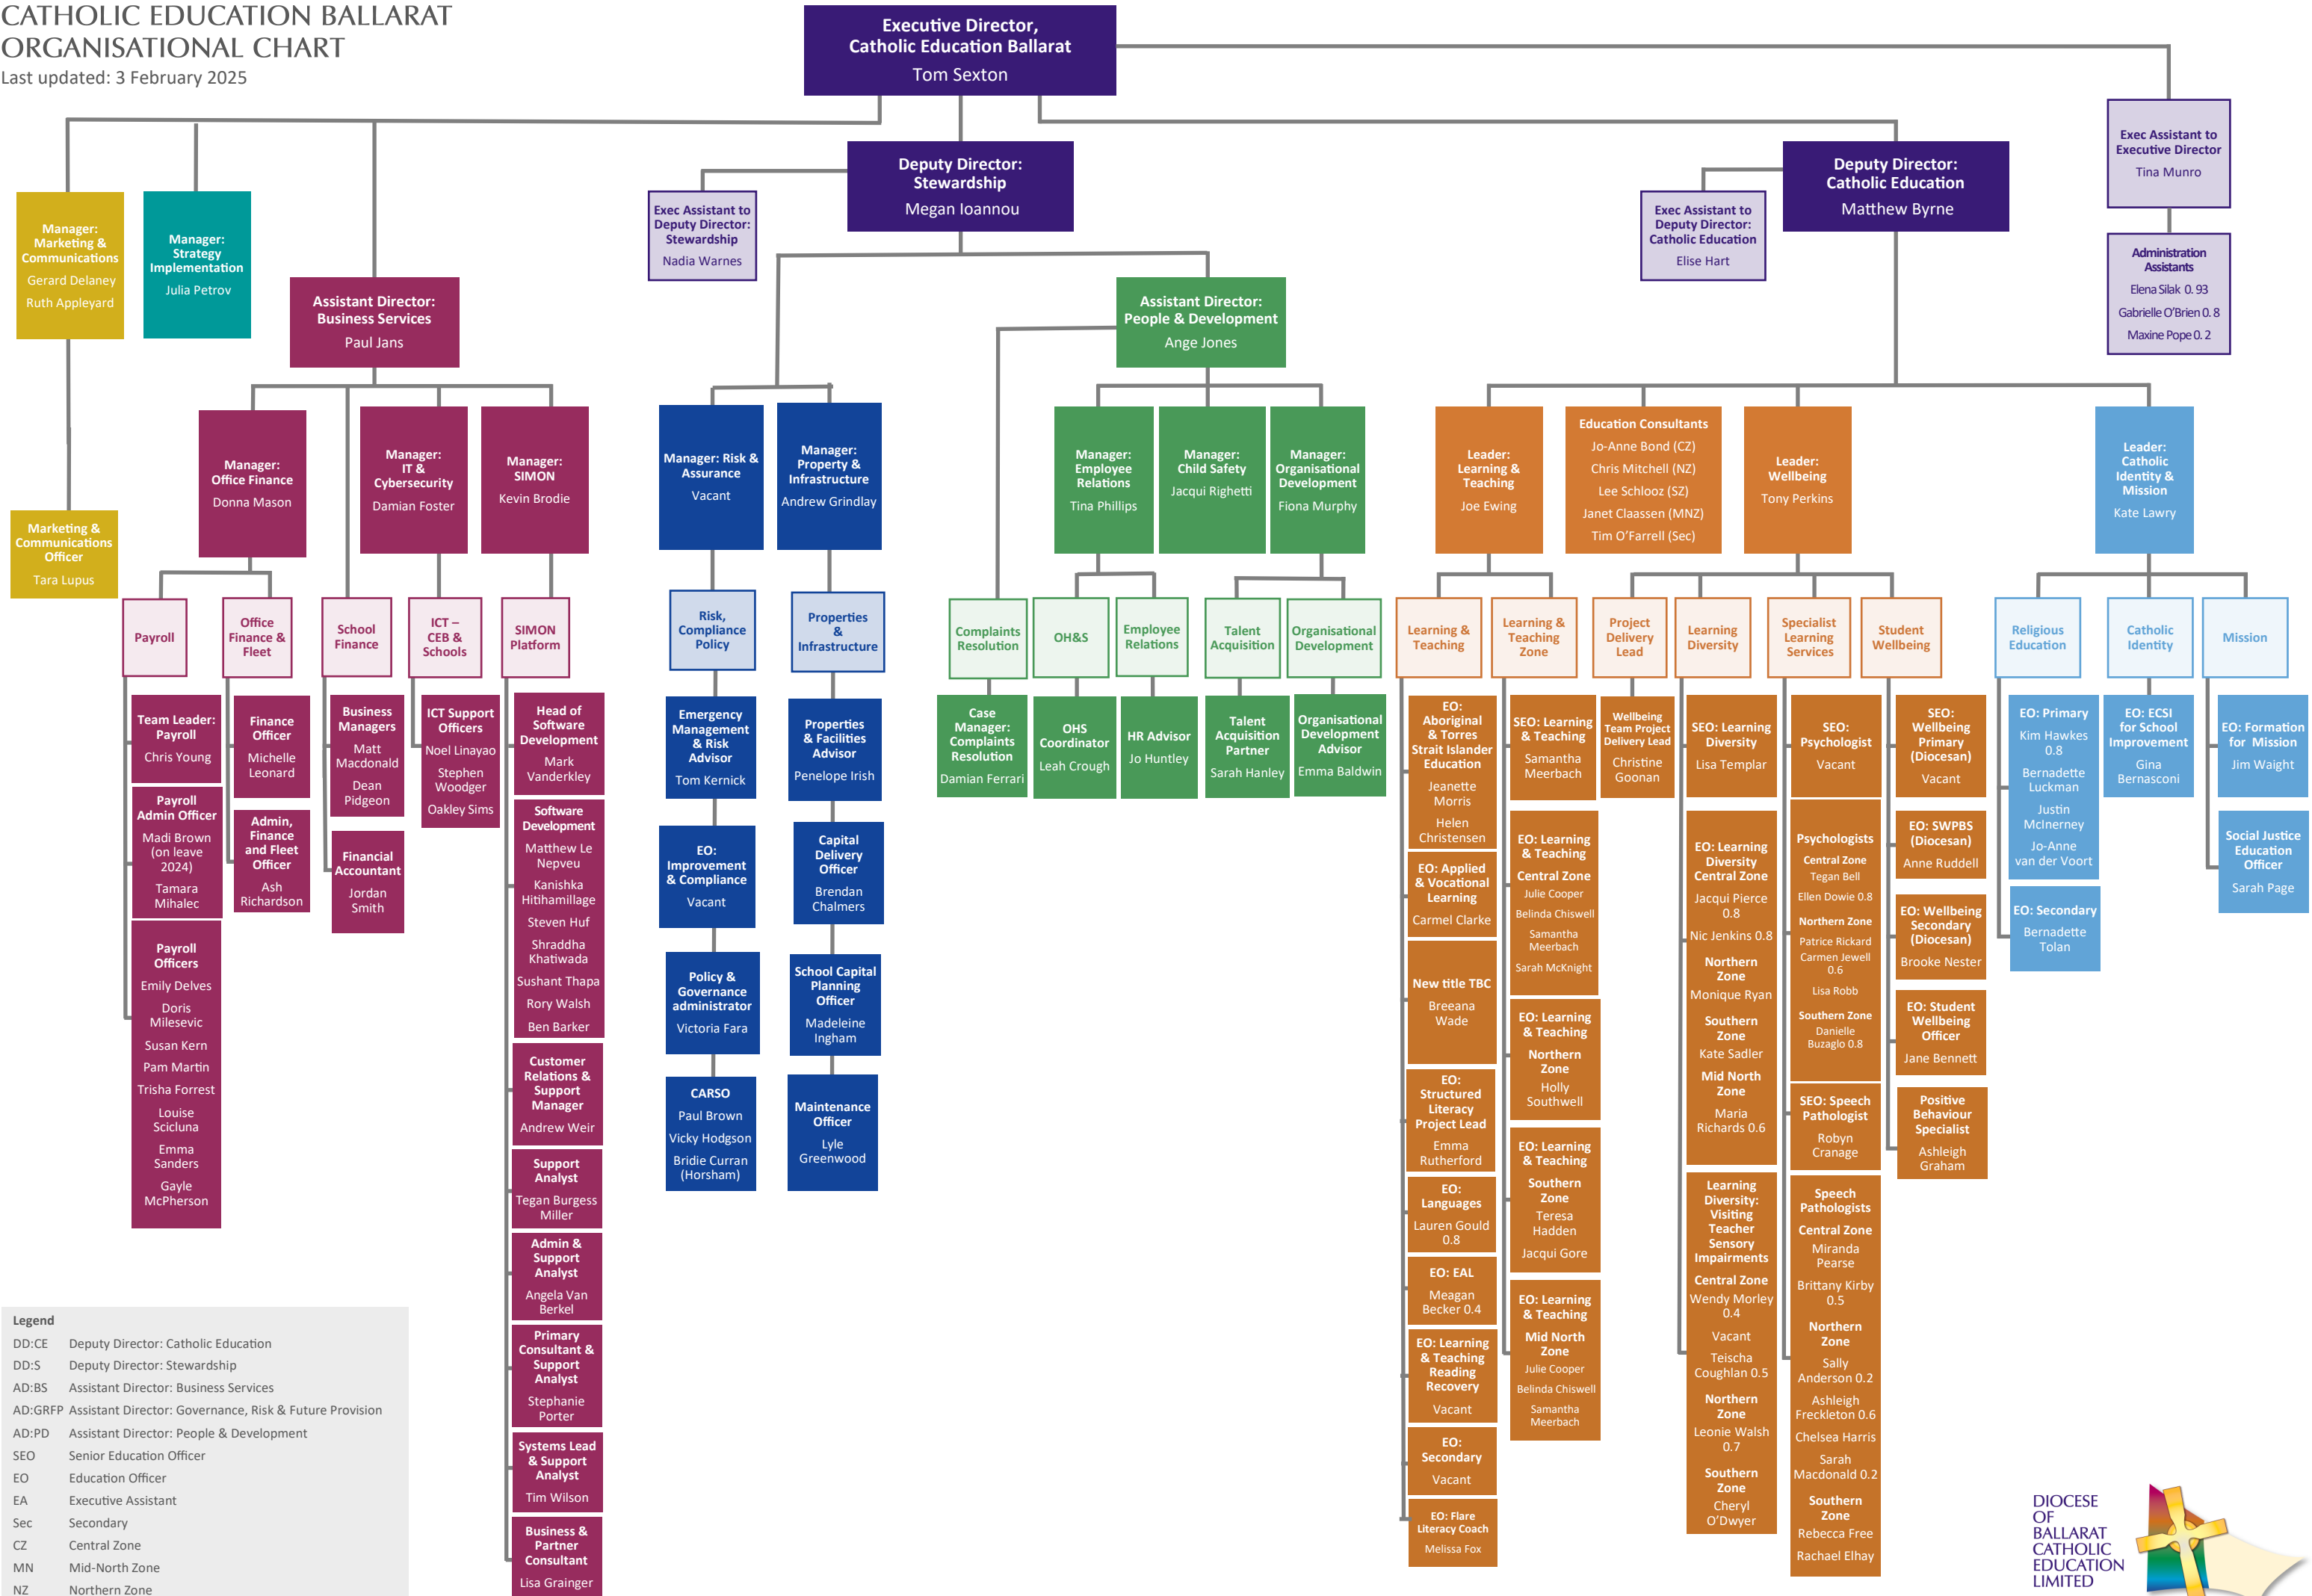 CATHOLIC EDUCATION BALLARAT
ORGANISATIONAL CHART
Last updated: 3 February 2025
Executive Director,
Catholic Education Ballarat
Tom Sexton
Exec Assistant to
Executive Director
Tina Munro
Administration
Assistants
Elena Silak 0. 93
Gabrielle O'Brien 0. 8
Maxine Pope 0. 2
Deputy Director:
Stewardship
Megan Ioannou
Exec Assistant to
Deputy Director:
Stewardship
Nadia Warnes
Deputy Director:
Catholic Education
Matthew Byrne
Exec Assistant to
Deputy Director:
Catholic Education
Elise Hart
Manager:
Marketing &
Communications
Gerard Delaney
Ruth Appleyard
Manager:
Strategy
Implementation
Julia Petrov
Assistant Director:
Business Services
Paul Jans
Assistant Director:
People & Development
Ange Jones
Marketing &
Communications
Officer
Tara Lupus
Manager:
Office Finance
Donna Mason
Manager:
IT &
Cybersecurity
Damian Foster
Manager:
SIMON
Kevin Brodie
Manager: Risk &
Assurance
Vacant
Manager:
Property &
Infrastructure
Andrew Grindlay
Manager:
Employee
Relations
Tina Phillips
Manager:
Child Safety
Jacqui Righetti
Manager:
Organisational
Development
Fiona Murphy
Leader:
Learning &
Teaching
Joe Ewing
Education Consultants
Jo-Anne Bond (CZ)
Chris Mitchell (NZ)
Lee Schlooz (SZ)
Janet Claassen (MNZ)
Tim O'Farrell (Sec)
Leader:
Wellbeing
Tony Perkins
Leader:
Catholic
Identity &
Mission
Kate Lawry
Payroll
Office
Finance &
Fleet
School
Finance
ICT –
CEB &
Schools
SIMON
Platform
Risk,
Compliance
Policy
Properties
&
Infrastructure
Complaints
Resolution
OH&S
Employee
Relations
Talent
Acquisition
Organisational
Development
Learning &
Teaching
Learning &
Teaching
Zone
Project
Delivery
Lead
Learning
Diversity
Specialist
Learning
Services
Student
Wellbeing
Religious
Education
Catholic
Identity
Mission
Team Leader:
Payroll
Chris Young
Payroll
Admin Officer
Madi Brown
(on leave
2024)
Tamara
Mihalec
Payroll
Officers
Emily Delves
Doris
Milesevic
Susan Kern
Pam Martin
Trisha Forrest
Louise
Scicluna
Emma
Sanders
Gayle
McPherson
Finance
Officer
Michelle
Leonard
Admin,
Finance
and Fleet
Officer
Ash
Richardson
Business
Managers
Matt
Macdonald
Dean
Pidgeon
Financial
Accountant
Jordan
Smith
ICT Support
Officers
Noel Linayao
Stephen
Woodger
Oakley Sims
Head of
Software
Development
Mark
Vanderkley
Software
Development
Matthew Le
Nepveu
Kanishka
Hitihamillage
Steven Huf
Shraddha
Khatiwada
Sushant Thapa
Rory Walsh
Ben Barker
Customer
Relations &
Support
Manager
Andrew Weir
Support
Analyst
Tegan Burgess
Miller
Admin &
Support
Analyst
Angela Van
Berkel
Primary
Consultant &
Support
Analyst
Stephanie
Porter
Systems Lead
& Support
Analyst
Tim Wilson
Business &
Partner
Consultant
Lisa Grainger
Emergency
Management
& Risk
Advisor
Tom Kernick
EO:
Improvement
& Compliance
Vacant
Policy &
Governance
administrator
Victoria Fara
CARSO
Paul Brown
Vicky Hodgson
Bridie Curran
(Horsham)
Properties
& Facilities
Advisor
Penelope Irish
Capital
Delivery
Officer
Brendan
Chalmers
School Capital
Planning
Officer
Madeleine
Ingham
Maintenance
Officer
Lyle
Greenwood
Case
Manager:
Complaints
Resolution
Damian Ferrari
OHS
Coordinator
Leah Crough
HR Advisor
Jo Huntley
Talent
Acquisition
Partner
Sarah Hanley
Organisational
Development
Advisor
Emma Baldwin
EO:
Aboriginal
& Torres
Strait Islander
Education
Jeanette
Morris
Helen
Christensen
EO: Applied
& Vocational
Learning
Carmel Clarke
New title TBC
Breeana
Wade
EO:
Structured
Literacy
Project Lead
Emma
Rutherford
EO:
Languages
Lauren Gould
0.8
EO: EAL
Meagan
Becker 0.4
EO: Learning
& Teaching
Reading
Recovery
Vacant
EO:
Secondary
Vacant
EO: Flare
Literacy Coach
Melissa Fox
SEO: Learning
& Teaching
Samantha
Meerbach
EO: Learning
& Teaching
Central Zone
Julie Cooper
Belinda Chiswell
Samantha
Meerbach
Sarah McKnight
EO: Learning
& Teaching
Northern
Zone
Holly
Southwell
EO: Learning
& Teaching
Southern
Zone
Teresa
Hadden
Jacqui Gore
EO: Learning
& Teaching
Mid North
Zone
Julie Cooper
Belinda Chiswell
Samantha
Meerbach
Wellbeing
Team Project
Delivery Lead
Christine
Goonan
SEO: Learning
Diversity
Lisa Templar
EO: Learning
Diversity
Central Zone
Jacqui Pierce
0.8
Nic Jenkins 0.8
Northern
Zone
Monique Ryan
Southern
Zone
Kate Sadler
Mid North
Zone
Maria
Richards 0.6
Learning
Diversity:
Visiting
Teacher
Sensory
Impairments
Central Zone
Wendy Morley
0.4
Vacant
Teischa
Coughlan 0.5
Northern
Zone
Leonie Walsh
0.7
Southern
Zone
Cheryl
O'Dwyer
SEO:
Psychologist
Vacant
Psychologists
Central Zone
Tegan Bell
Ellen Dowie 0.8
Northern Zone
Patrice Rickard
Carmen Jewell
0.6
Lisa Robb
Southern Zone
Danielle
Buzaglo 0.8
SEO: Speech
Pathologist
Robyn
Cranage
Speech
Pathologists
Central Zone
Miranda
Pearse
Brittany Kirby
0.5
Northern
Zone
Sally
Anderson 0.2
Ashleigh
Freckleton 0.6
Chelsea Harris
Sarah
Macdonald 0.2
Southern
Zone
Rebecca Free
Rachael Elhay
SEO:
Wellbeing
Primary
(Diocesan)
Vacant
EO: SWPBS
(Diocesan)
Anne Ruddell
EO: Wellbeing
Secondary
(Diocesan)
Brooke Nester
EO: Student
Wellbeing
Officer
Jane Bennett
Positive
Behaviour
Specialist
Ashleigh
Graham
EO: Primary
Kim Hawkes
0.8
Bernadette
Luckman
Justin
McInerney
Jo-Anne
van der Voort
EO: Secondary
Bernadette
Tolan
EO: ECSI
for School
Improvement
Gina
Bernasconi
EO: Formation
for Mission
Jim Waight
Social Justice
Education
Officer
Sarah Page
Legend
DD:CE Deputy Director: Catholic Education
DD:S Deputy Director: Stewardship
AD:BS Assistant Director: Business Services
AD:GRFP Assistant Director: Governance, Risk & Future Provision
AD:PD Assistant Director: People & Development
SEO Senior Education Officer
EO Education Officer
EA Executive Assistant
Sec Secondary
CZ Central Zone
MN Mid-North Zone
NZ Northern Zone
DIOCESE
OF
BALLARAT
CATHOLIC
EDUCATION
LIMITED